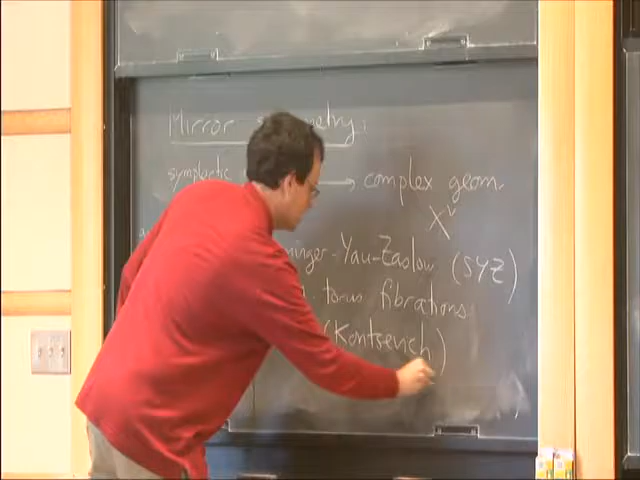 Mirror
symplectic → complex geom.
X^v
Yau-Zaslow (SYZ)
torus fibrations
(Kontsevich)